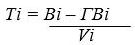 Ti = Bi – ΓBi
Vi